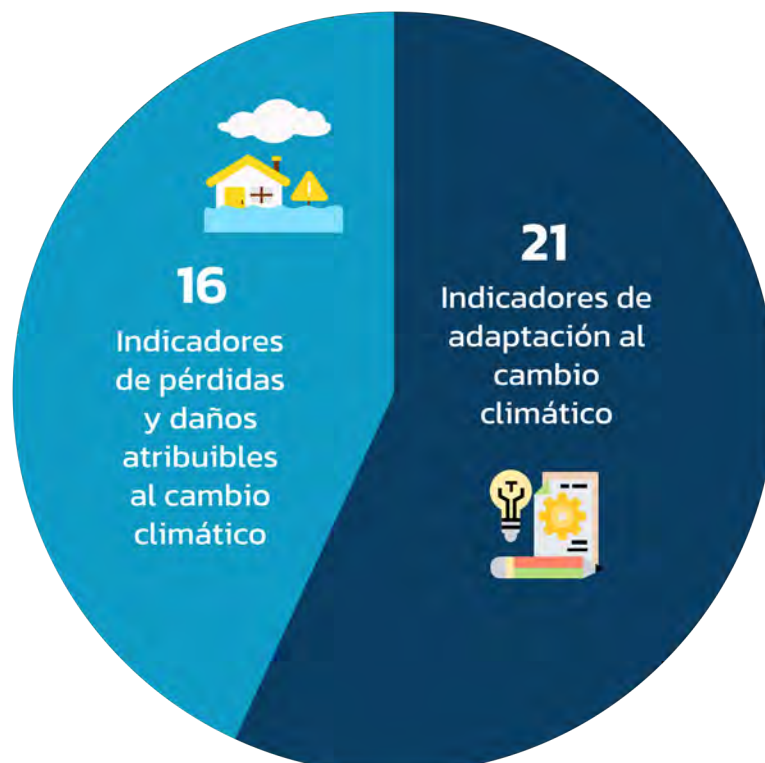 16
Indicadores
de pérdidas
y daños
atribuibles
al cambio
climático
21
Indicadores de
adaptación al
cambio
climático